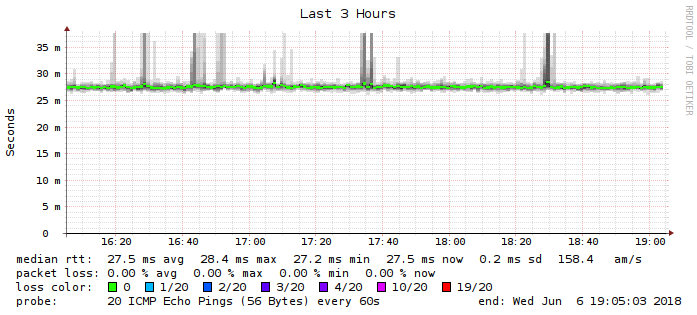 Last 3 Hours
RRDTOOL / TOBI OETIKER
Seconds
35 m
30 m
25 m
20 m
15 m
10 m
5 m
0
16:20 16:40 17:00 17:20 17:40 18:00 18:20 18:40 19:00
median rtt: 27.5 ms avg 28.4 ms max 27.2 ms min 27.5 ms now 0.2 ms sd 158.4 am/s
packet loss: 0.00 % avg 0.00 % max 0.00 % min 0.00 % now
loss color: 0 1/20 2/20 3/20 4/20 10/20 19/20
probe: 20 ICMP Echo Pings (56 Bytes) every 60s end: Wed Jun 6 19:05:03 2018